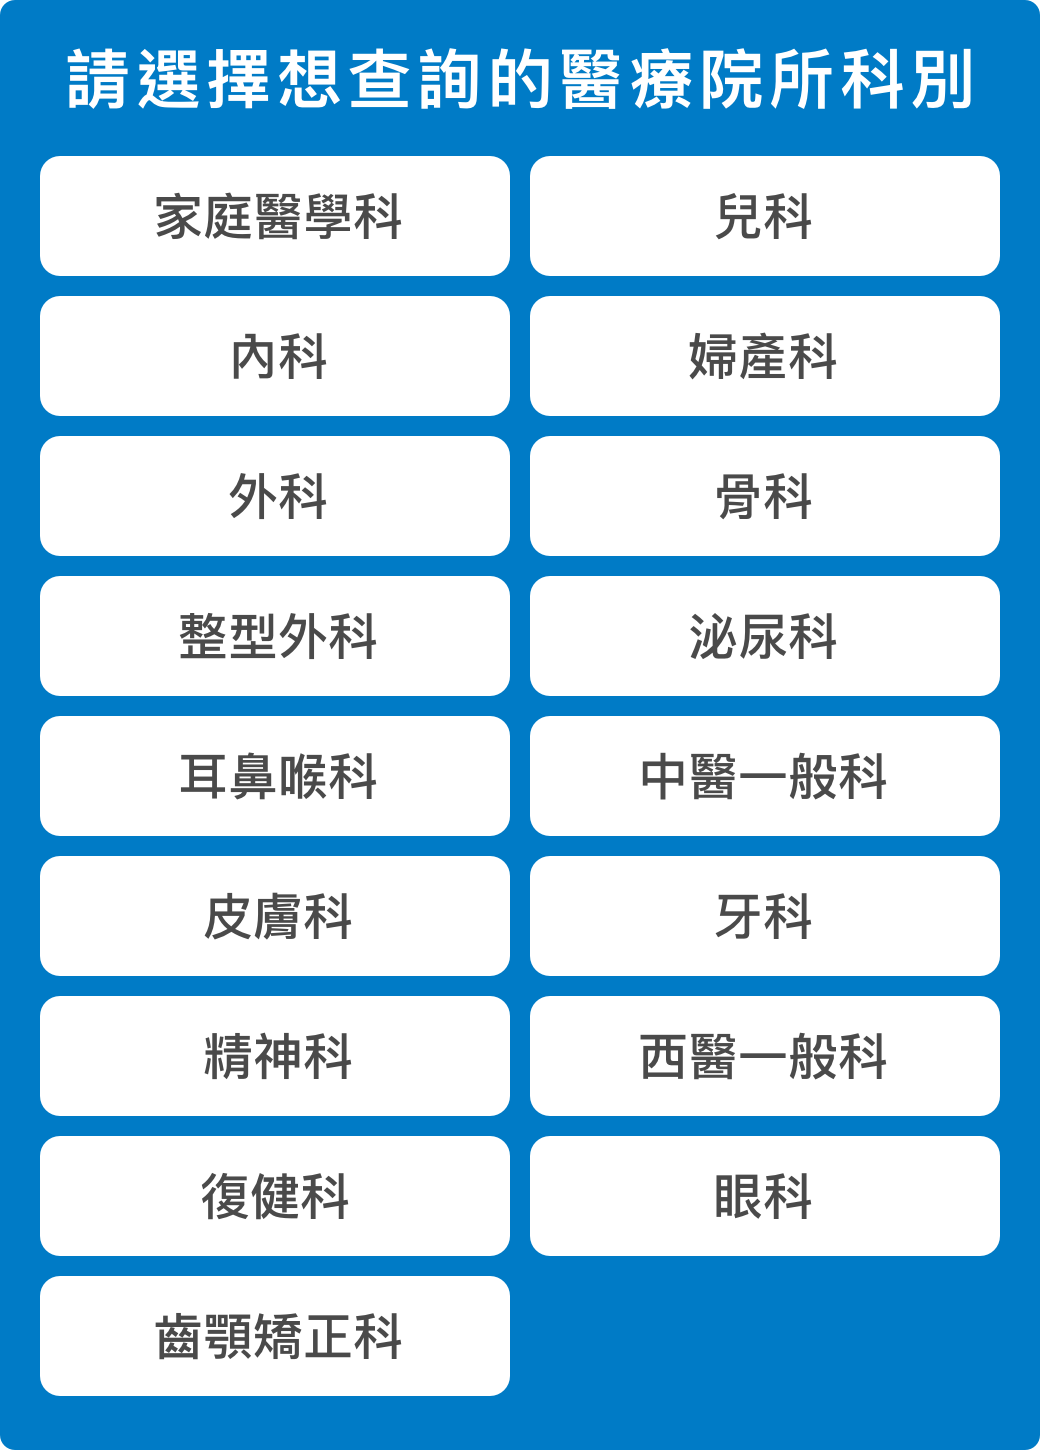 請選擇想查詢的醫療院所科別
家庭醫學科
兒科
內科
婦產科
外科
骨科
整型外科
泌尿科
耳鼻喉科
中醫一般科
皮膚科
牙科
精神科
西醫一般科
復健科
眼科
齒顎矯正科